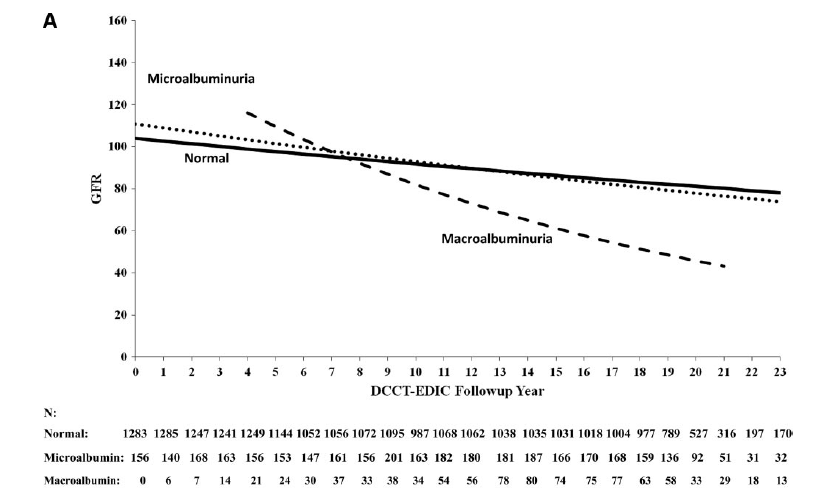 A
160
140
Microalbuminuria
120
100
Normal
80
GFR
60
Macroalbuminuria
40
20
0
0 1 2 3 4 5 6 7 8 9 10 11 12 13 14 15 16 17 18 19 20 21 22 23
DCCT-EDIC Followup Year
N:
Normal: 1283 1285 1247 1241 1249 1144 1052 1056 1072 1095 987 1068 1062 1038 1035 1031 1018 1004 977 789 527 316 197 170
Microalbumin: 156 140 168 163 156 153 147 161 156 201 163 182 180 181 187 166 170 168 159 136 92 51 31 32
Macroalbumin: 0 6 7 14 21 24 30 37 33 38 34 54 56 78 80 74 75 77 63 58 33 29 18 13